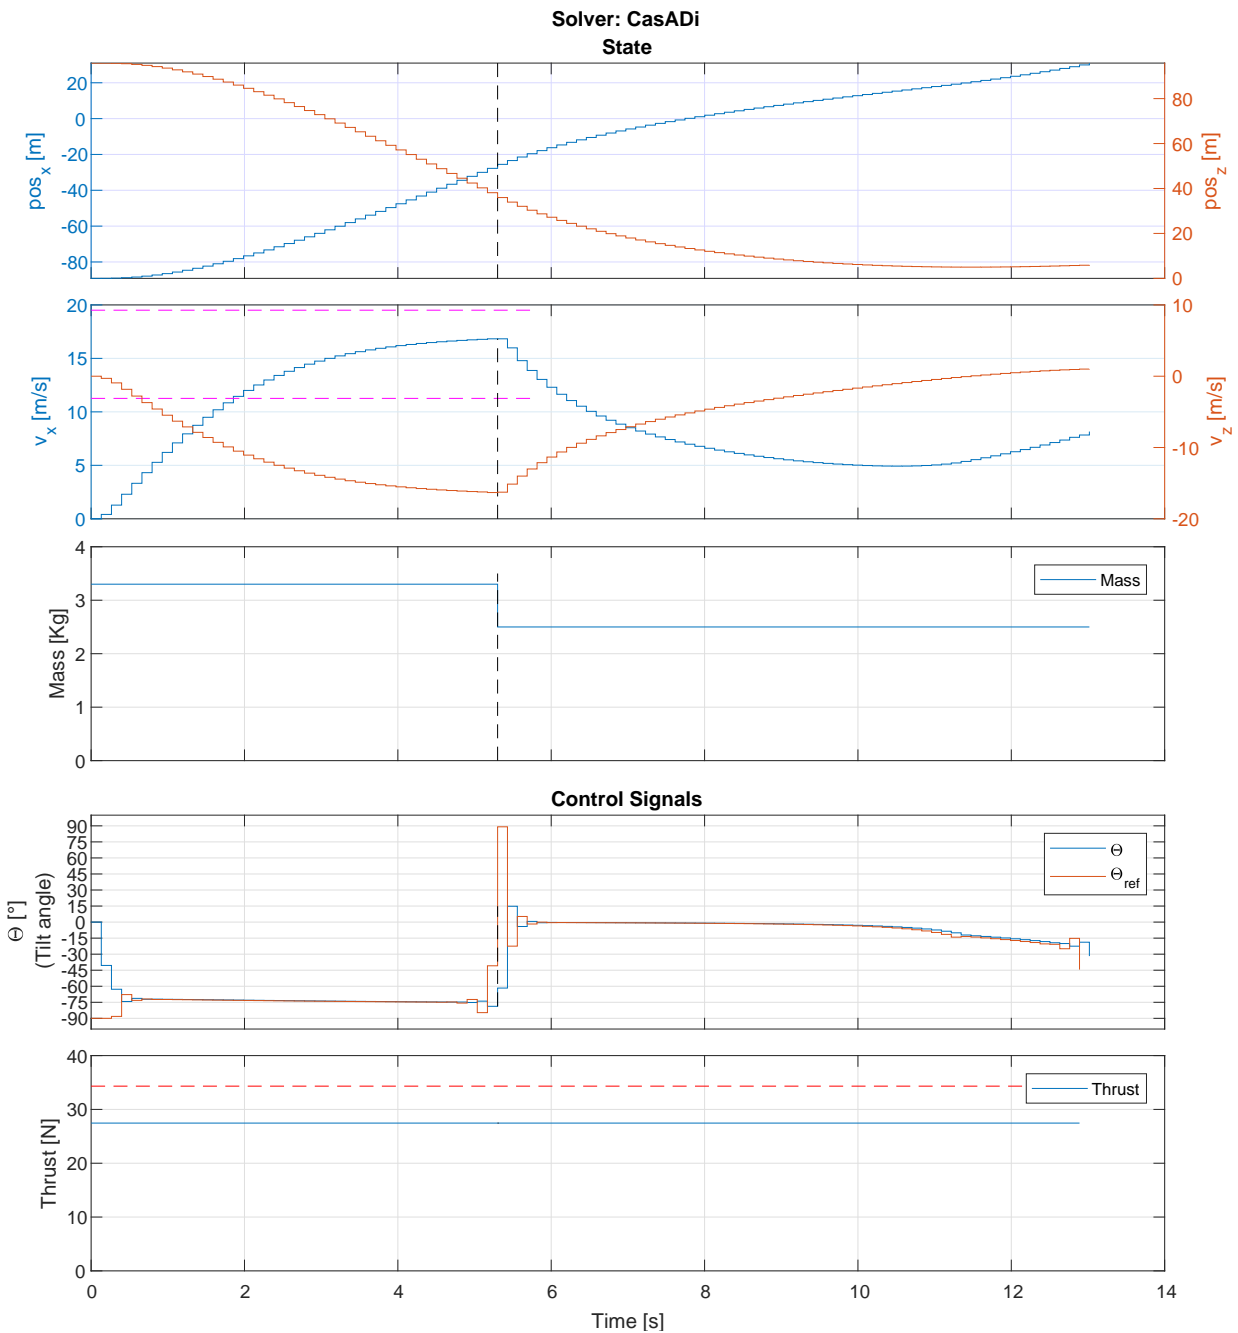 Solver: CasADi
State
20
0
-20
-40
-60
-80
pos_x [m]
80
60
40
20
0
pos_z [m]
20
15
10
5
0
v_x [m/s]
10
0
-10
-20
v_z [m/s]
4
3
2
1
0
Mass [Kg]
Mass
Control Signals
90
75
60
45
30
15
0
-15
-30
-45
-60
-75
-90
Θ [°]
(Tilt angle)
Θ
Θ_ref
40
30
20
10
0
Thrust [N]
Thrust
0 2 4 6 8 10 12 14
Time [s]